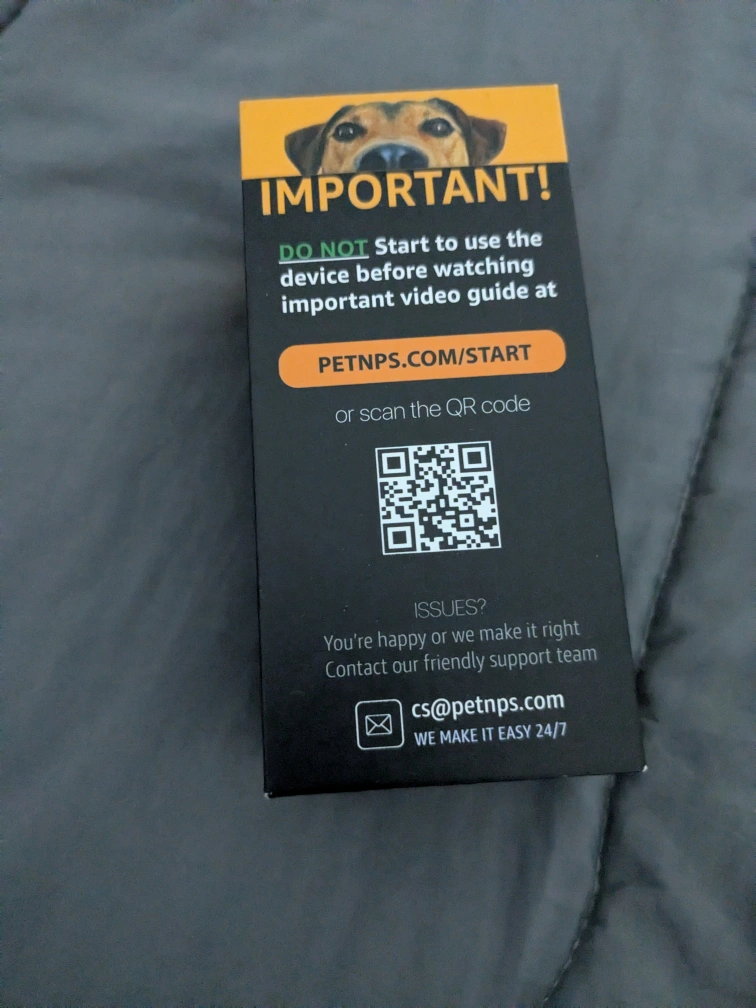 IMPORTANT!
DO NOT Start to use the
device before watching
important video guide at
PETNPS.COM/START
or scan the QR code
ISSUES?
You're happy or we make it right
Contact our friendly support team
cs@petnps.com
WE MAKE IT EASY 24/7